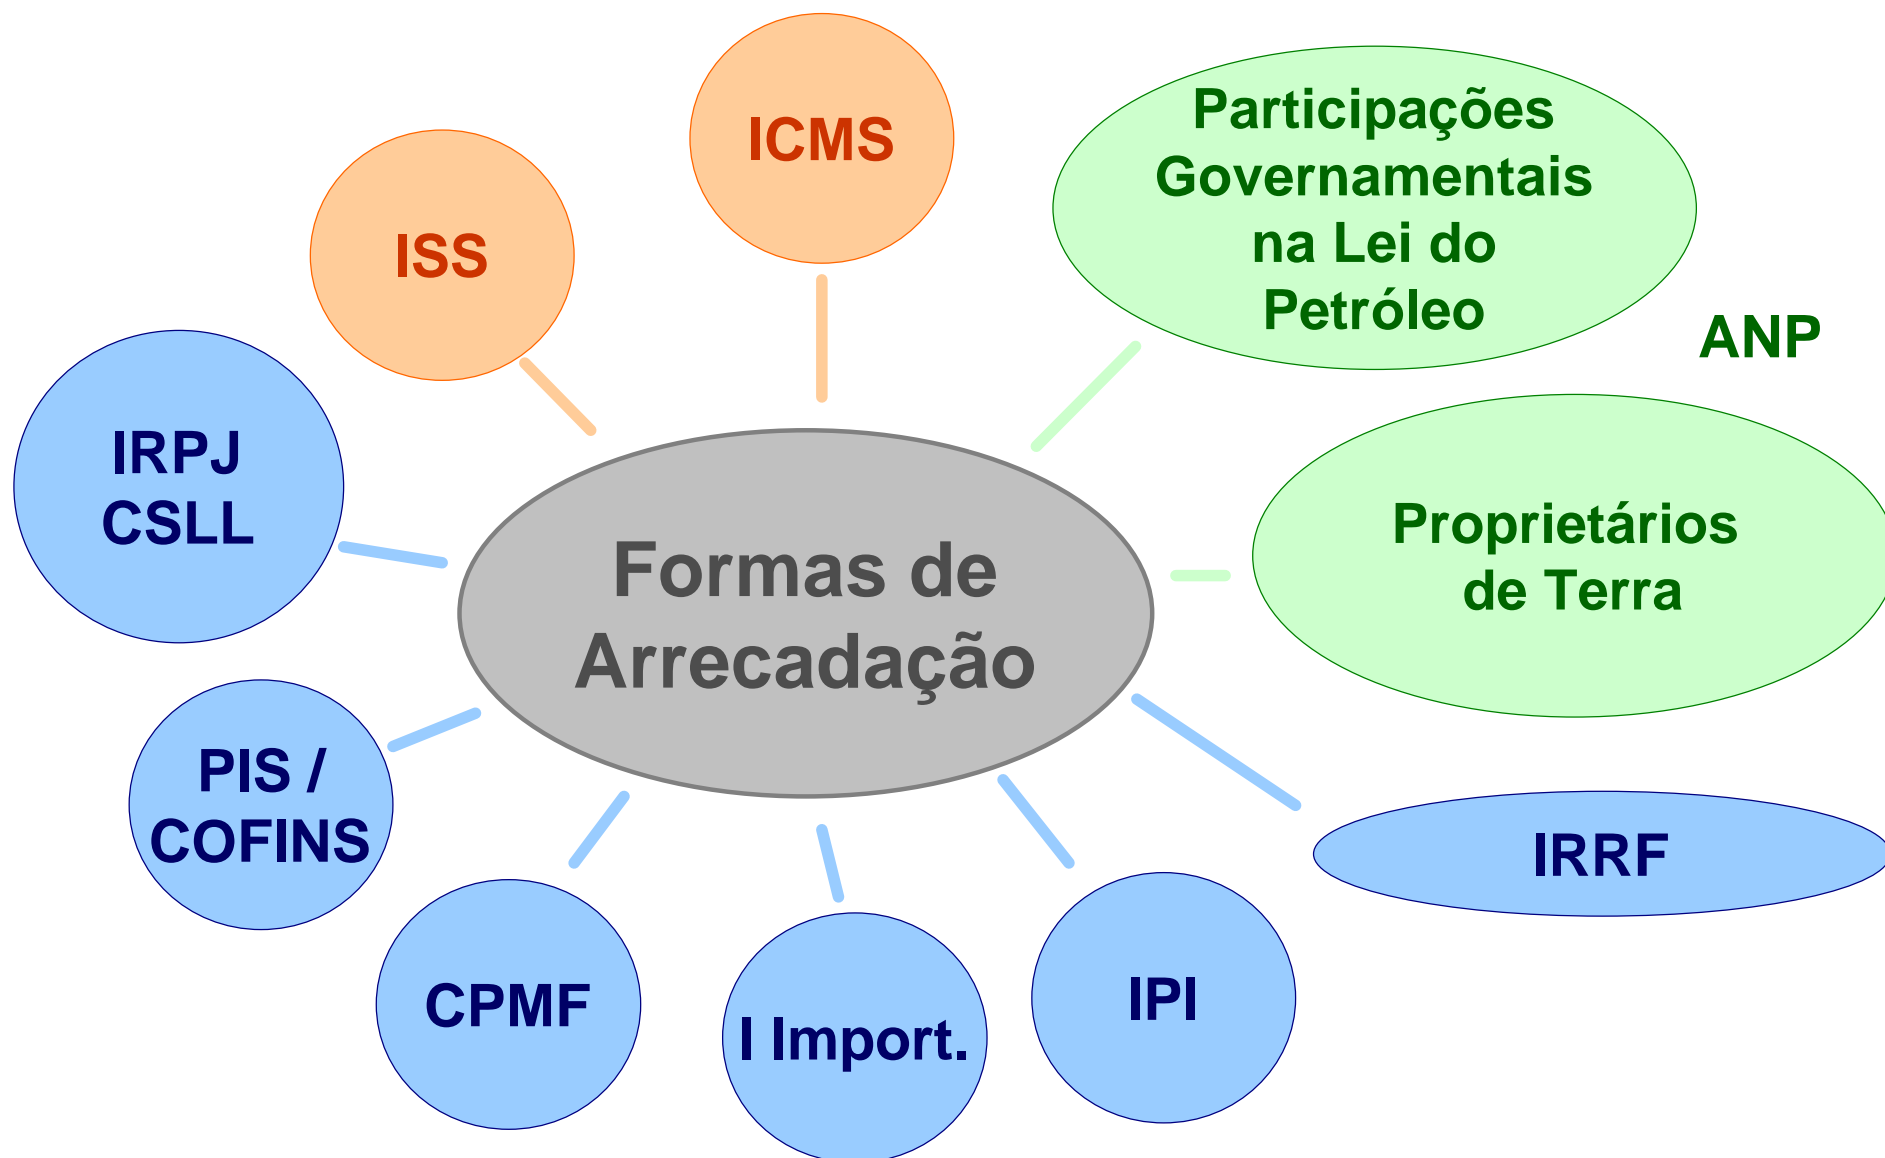 ICMS
Participações
Governamentais
na Lei do
Petróleo
ISS
ANP
IRPJ
CSLL
Formas de
Arrecadação
Proprietários
de Terra
PIS /
COFINS
IRRF
CPMF
I Import.
IPI